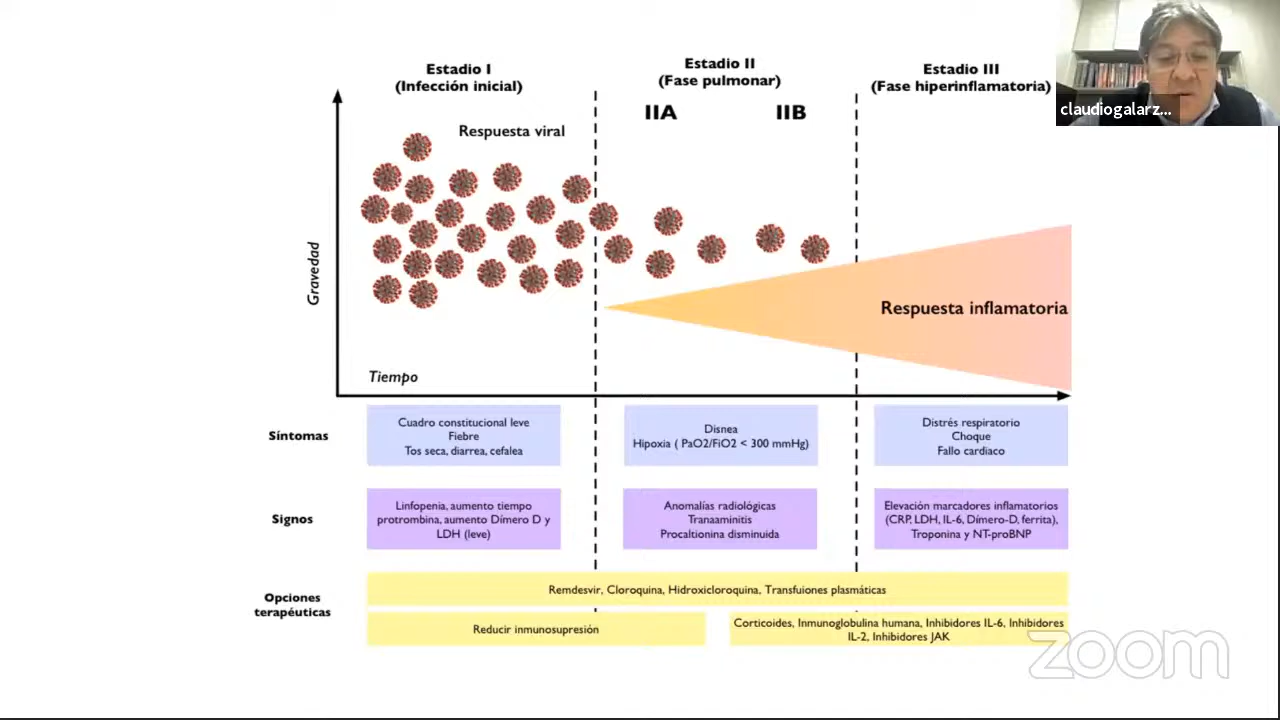 Estadio I
(Infección inicial)
Estadio II
(Fase pulmonar)
Estadio III
(Fase hiperinflamatoria)
claudiogalarz...
IIA
IIB
Respuesta viral
Gravedad
Respuesta inflamatoria
Tiempo
Síntomas
Cuadro constitucional leve
Fiebre
Tos seca, diarrea, cefalea
Disnea
Hipoxia ( PaO2/FiO2 < 300 mmHg)
Distrés respiratorio
Choque
Fallo cardiaco
Signos
Linfopenia, aumento tiempo
protrombina, aumento Dímero D y
LDH (leve)
Anomalías radiológicas
Tranaaminitis
Procaltionina disminuida
Elevación marcadores inflamatorios
(CRP, LDH, IL-6, Dímero-D, ferrita),
Troponina y NT-proBNP
Opciones
terapéuticas
Remdesvir, Cloroquina, Hidroxicloroquina, Transfuiones plasmáticas
Reducir inmunosupresión
Corticoides, Inmunoglobulina humana, Inhibidores IL-6, Inhibidores
IL-2, Inhibidores JAK
zoom